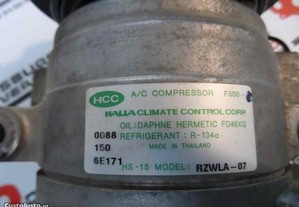 HCC A/C COMPRESSOR F500-
HALLA CLIMATE CONTROL CORP.
OIL: DAPHNE HERMETIC FD46XG
0088 REFRIGERANT : R-134a
150 MADE IN THAILAND
6E171
HS-15 MODEL: RZWLA-07